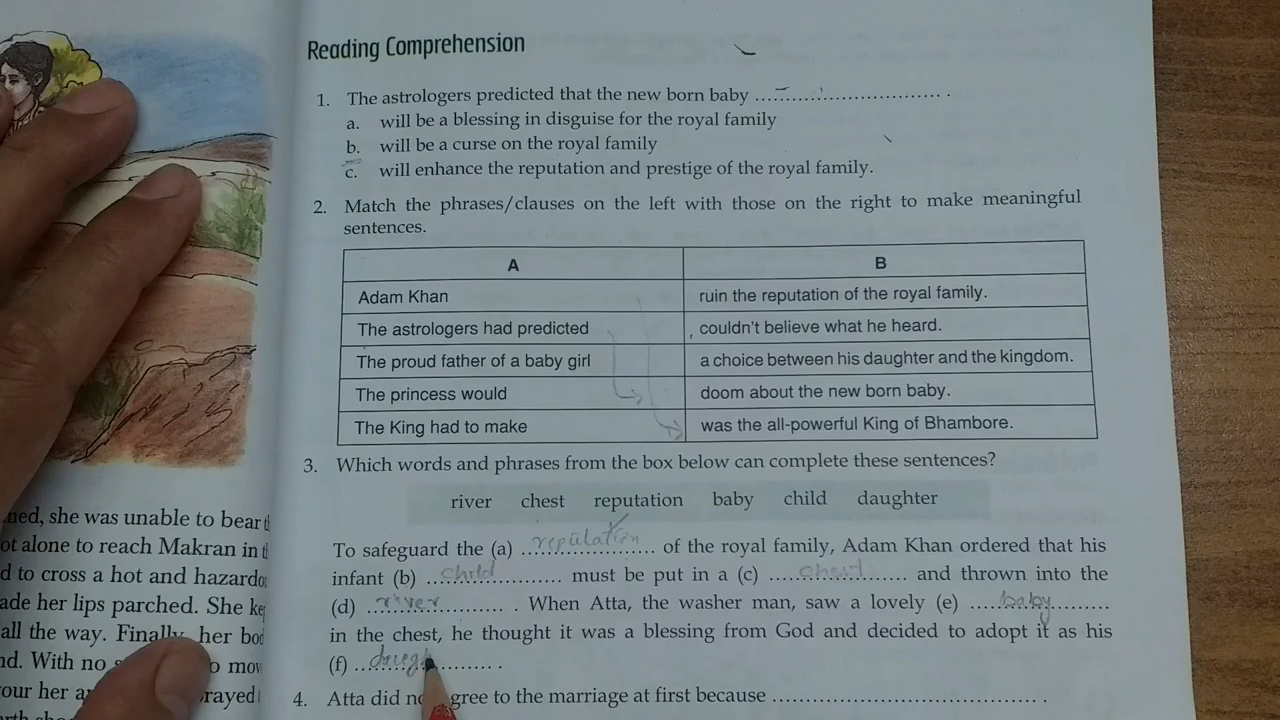 Reading Comprehension
1. The astrologers predicted that the new born baby .................................. .
a. will be a blessing in disguise for the royal family
b. will be a curse on the royal family
c. will enhance the reputation and prestige of the royal family.
2. Match the phrases/clauses on the left with those on the right to make meaningful
sentences.
A B
Adam Khan ruin the reputation of the royal family.
The astrologers had predicted couldn't believe what he heard.
The proud father of a baby girl a choice between his daughter and the kingdom.
The princess would doom about the new born baby.
The King had to make was the all-powerful King of Bhambore.
3. Which words and phrases from the box below can complete these sentences?
river chest reputation baby child daughter
To safeguard the (a) reputation of the royal family, Adam Khan ordered that his
infant (b) child must be put in a (c) chest and thrown into the
(d) river . When Atta, the washer man, saw a lovely (e) baby
in the chest, he thought it was a blessing from God and decided to adopt it as his
(f) ........................ .
4. Atta did gree to the marriage at first because ............................................ .
ned, she was unable to bear
ot alone to reach Makran in
d to cross a hot and hazardo
ade her lips parched. She ke
all the way. Finally, her bod
nd. With no o mov
our her a rayed